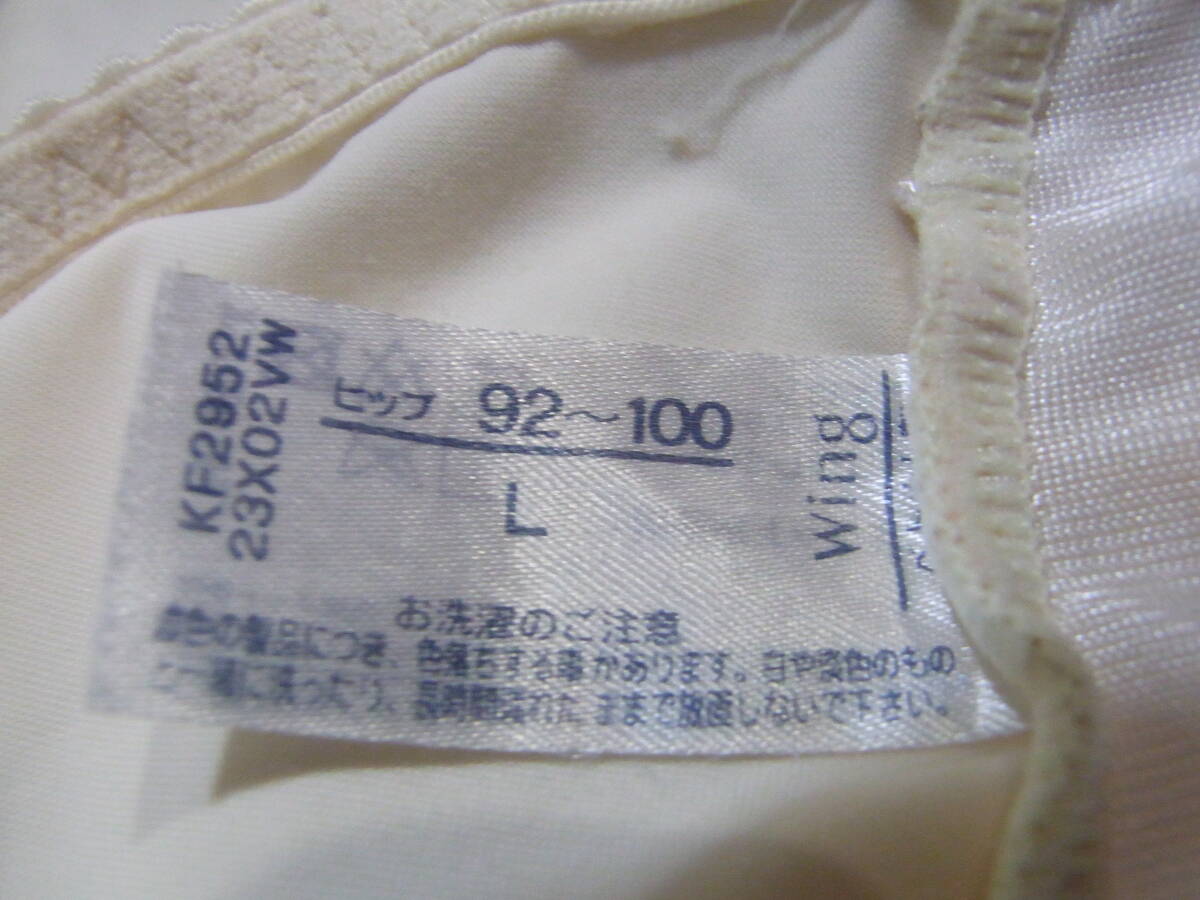 KF2952
23X02VW
ヒップ 92～100
L
Wing
お洗濯のご注意
色の製品につき、色落ちする事があります。白や淡色のもの
と一緒に洗ったり、長時間濡れたままで放置しないで下さい。